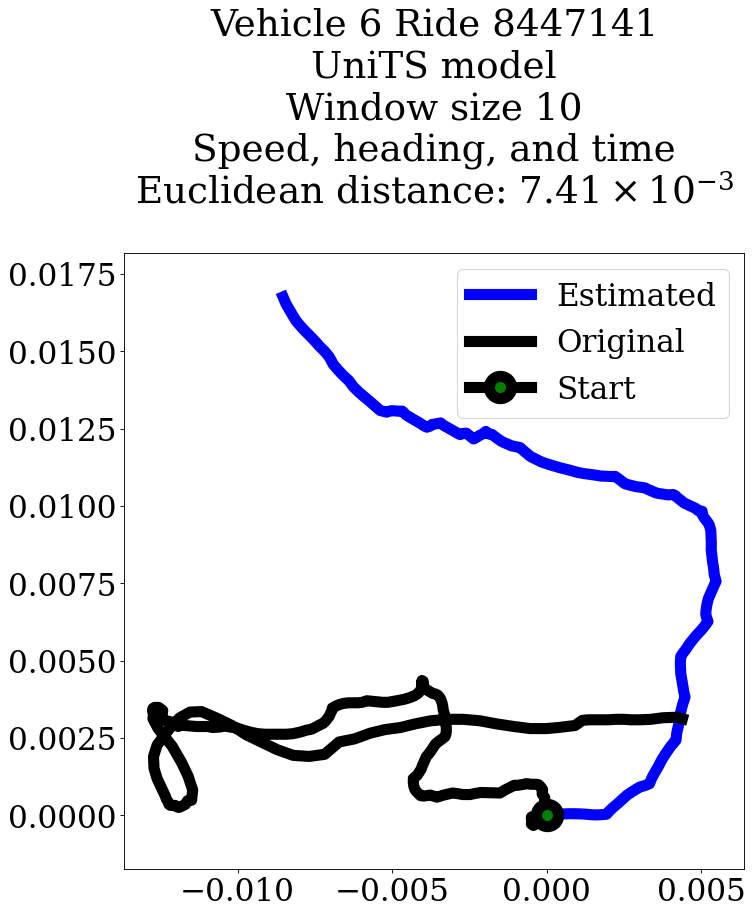 Vehicle 6 Ride 8447141
UniTS model
Window size 10
Speed, heading, and time
Euclidean distance: 7.41 × 10⁻³
Estimated
Original
Start
0.0175
0.0150
0.0125
0.0100
0.0075
0.0050
0.0025
0.0000
−0.010 −0.005 0.000 0.005